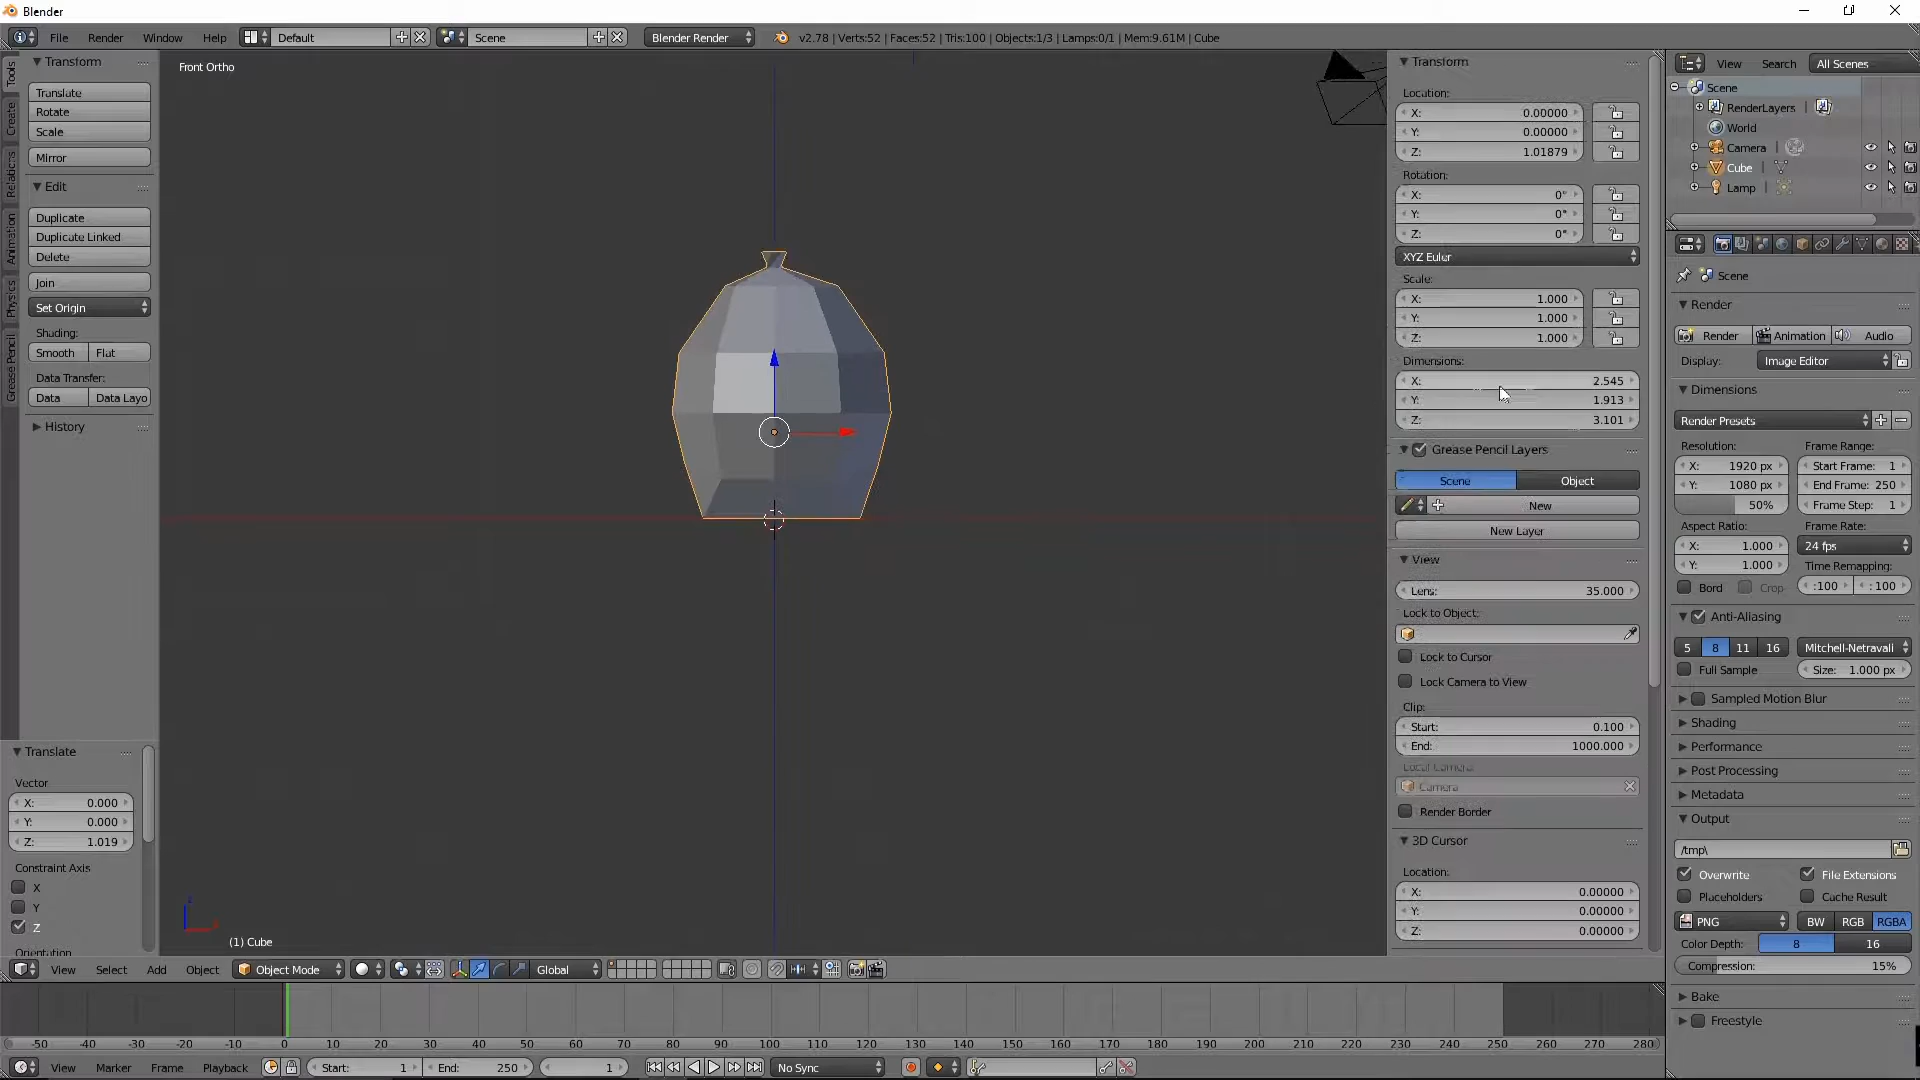 Blender
File Render Window Help Default Scene Blender Render v2.78 | Verts:52 | Faces:52 | Tris:100 | Objects:1/3 | Lamps:0/1 | Mem:9.61M | Cube
Tools
Create
Relations
Animation
Physics
Grease Pencil
Transform
Translate
Rotate
Scale
Mirror
Edit
Duplicate
Duplicate Linked
Delete
Join
Set Origin
Shading:
Smooth Flat
Data Transfer:
Data Data Layo
History
Translate
Vector
X: 0.000
Y: 0.000
Z: 1.019
Constraint Axis
X
Y
Z
Orientation
Front Ortho
(1) Cube
Transform
Location:
X: 0.00000
Y: 0.00000
Z: 1.01879
Rotation:
X: 0°
Y: 0°
Z: 0°
XYZ Euler
Scale:
X: 1.000
Y: 1.000
Z: 1.000
Dimensions:
X: 2.545
Y: 1.913
Z: 3.101
Grease Pencil Layers
Scene Object
New
New Layer
View
Lens: 35.000
Lock to Object:
Lock to Cursor
Lock Camera to View
Clip:
Start: 0.100
End: 1000.000
Local Camera:
Camera
Render Border
3D Cursor
Location:
X: 0.00000
Y: 0.00000
Z: 0.00000
View Search All Scenes
Scene
RenderLayers
World
Camera
Cube
Lamp
Scene
Render
Render Animation Audio
Display: Image Editor
Dimensions
Render Presets
Resolution: Frame Range:
X: 1920 px Start Frame: 1
Y: 1080 px End Frame: 250
50% Frame Step: 1
Aspect Ratio: Frame Rate:
X: 1.000 24 fps
Y: 1.000 Time Remapping:
Bord Crop :100 : 100
Anti-Aliasing
5 8 11 16 Mitchell-Netravali
Full Sample Size: 1.000 px
Sampled Motion Blur
Shading
Performance
Post Processing
Metadata
Output
/tmp\
Overwrite File Extensions
Placeholders Cache Result
PNG BW RGB RGBA
Color Depth: 8 16
Compression: 15%
Bake
Freestyle
View Select Add Object Object Mode Global
-50 -40 -30 -20 -10 0 10 20 30 40 50 60 70 80 90 100 110 120 130 140 150 160 170 180 190 200 210 220 230 240 250 260 270 280
View Marker Frame Playback Start: 1 End: 250 1 No Sync